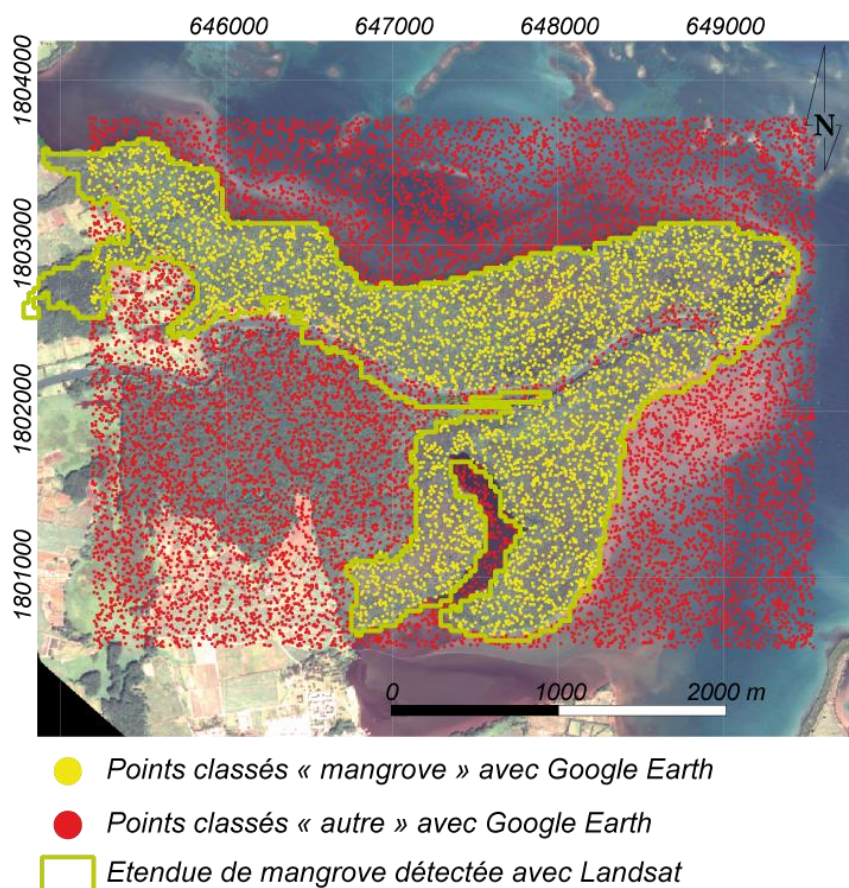 646000 647000 648000 649000
1804000
N
1803000
1802000
1801000
0 1000 2000 m
Points classés « mangrove » avec Google Earth
Points classés « autre » avec Google Earth
Etendue de mangrove détectée avec Landsat